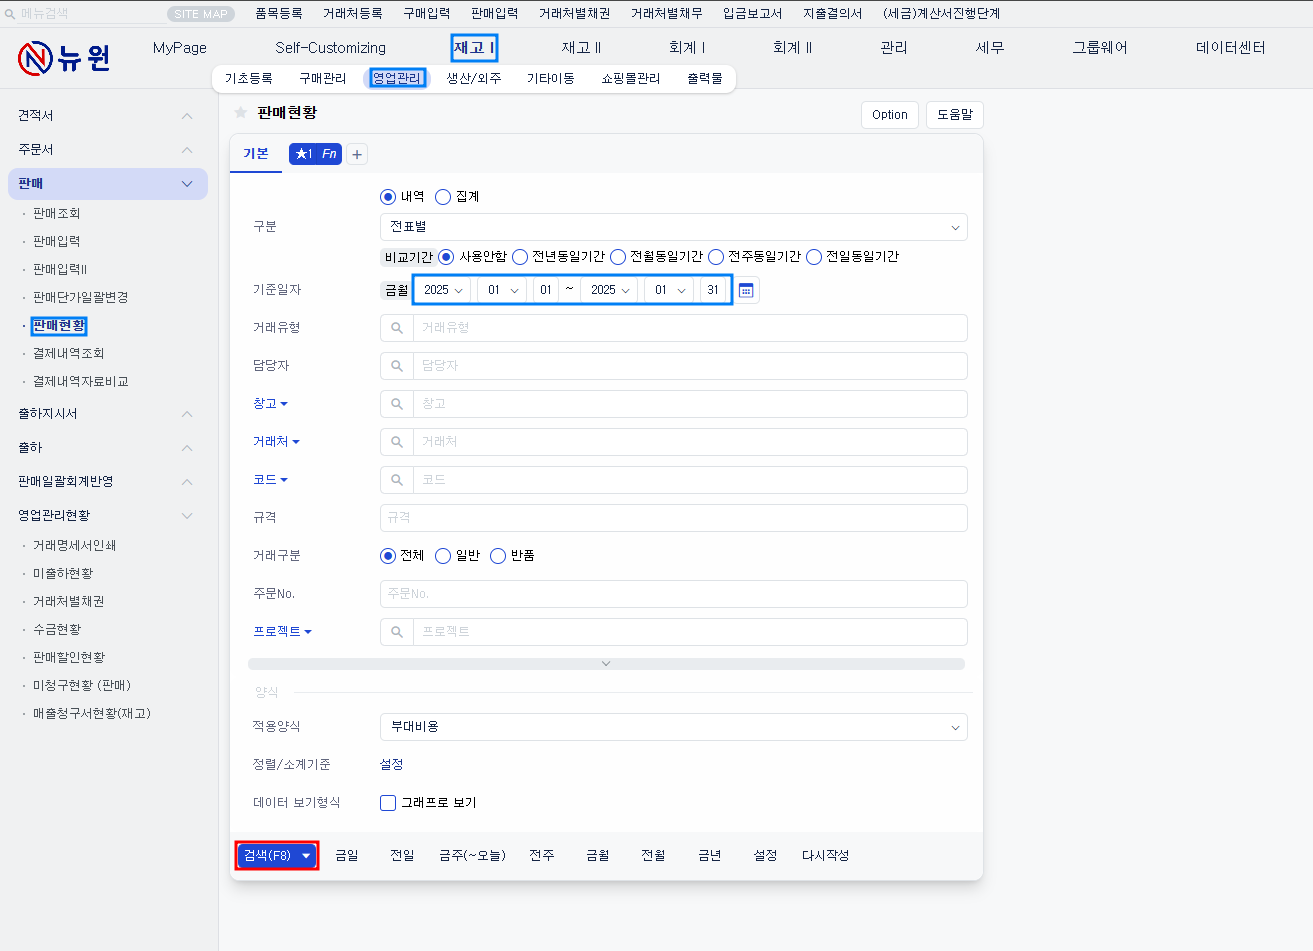 메뉴검색 SITE MAP 품목등록 거래처등록 구매입력 판매입력 거래처별채권 거래처별채무 입금보고서 지출결의서 (세금)계산서진행단계
뉴원 MyPage Self-Customizing 재고 I 재고 II 회계 I 회계 II 관리 세무 그룹웨어 데이터센터
기초등록 구매관리 영업관리 생산/외주 기타이동 쇼핑몰관리 출력물
견적서
주문서
판매
· 판매조회
· 판매입력
· 판매입력II
· 판매단가일괄변경
· 판매현황
· 결제내역조회
· 결제내역자료비교
출하지시서
출하
판매일괄회계반영
영업관리현황
· 거래명세서인쇄
· 미출하현황
· 거래처별채권
· 수금현황
· 판매할인현황
· 미청구현황 (판매)
· 매출청구서현황(재고)
판매현황 Option 도움말
기본 ★1 Fn +
내역 집계
구분 전표별
비교기간 사용안함 전년동일기간 전월동일기간 전주동일기간 전일동일기간
기준일자 금월 2025 01 01 ~ 2025 01 31
거래유형 거래유형
담당자 담당자
창고 창고
거래처 거래처
코드 코드
규격 규격
거래구분 전체 일반 반품
주문No. 주문No.
프로젝트 프로젝트
양식
적용양식 부대비용
정렬/소계기준 설정
데이터 보기형식 그래프로 보기
검색(F8) 금일 전일 금주(~오늘) 전주 금월 전월 금년 설정 다시작성